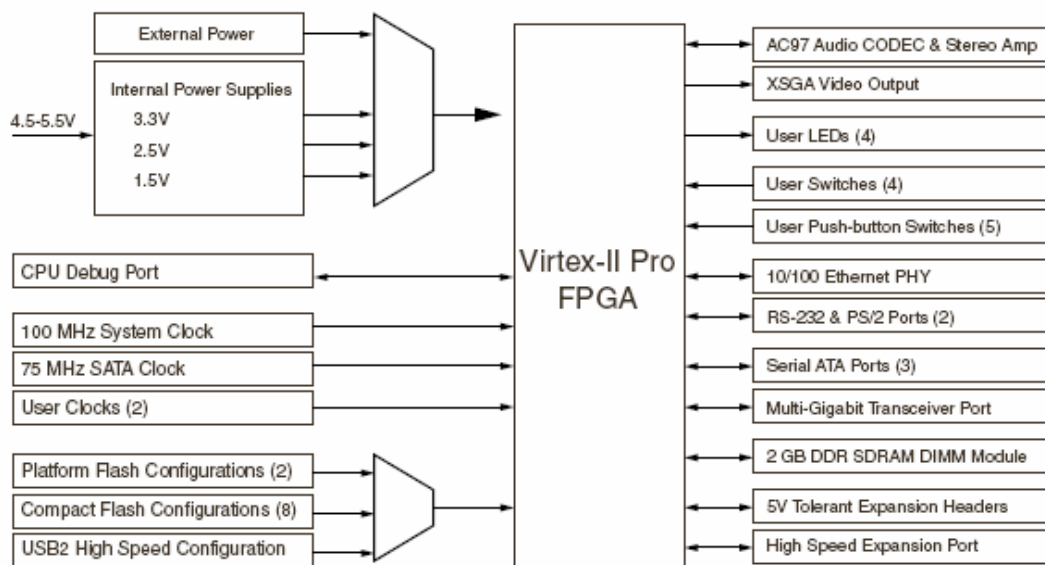 External Power
Internal Power Supplies
4.5-5.5V
3.3V
2.5V
1.5V
CPU Debug Port
100 MHz System Clock
75 MHz SATA Clock
User Clocks (2)
Platform Flash Configurations (2)
Compact Flash Configurations (8)
USB2 High Speed Configuration
Virtex-II Pro
FPGA
AC97 Audio CODEC & Stereo Amp
XSGA Video Output
User LEDs (4)
User Switches (4)
User Push-button Switches (5)
10/100 Ethernet PHY
RS-232 & PS/2 Ports (2)
Serial ATA Ports (3)
Multi-Gigabit Transceiver Port
2 GB DDR SDRAM DIMM Module
5V Tolerant Expansion Headers
High Speed Expansion Port